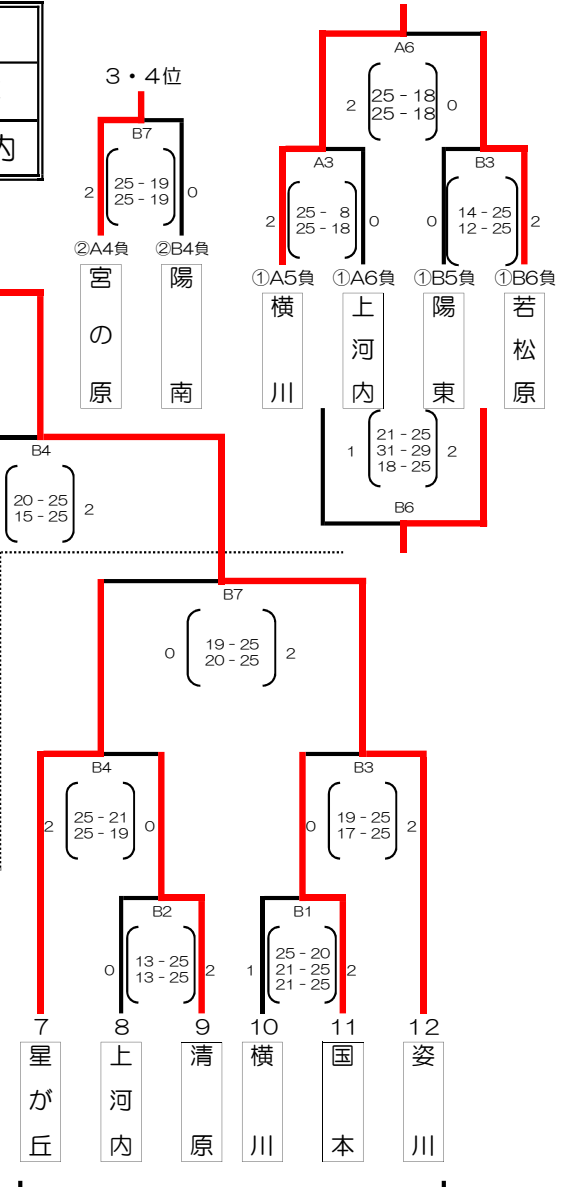 内
3・4位
B7
2
25 - 19
25 - 19
0
②A4負
②B4負
宮の原
陽南
A6
2
25 - 18
25 - 18
0
A3
2
25 - 8
25 - 18
0
B3
0
14 - 25
12 - 25
2
①A5負
①A6負
①B5負
①B6負
横川
上河内
陽東
若松原
1
21 - 25
31 - 29
18 - 25
2
B6
B4
20 - 25
15 - 25
2
B7
0
19 - 25
20 - 25
2
B4
2
25 - 21
25 - 19
0
B3
0
19 - 25
17 - 25
2
B2
0
13 - 25
13 - 25
2
B1
1
25 - 20
21 - 25
21 - 25
2
7
8
9
10
11
12
星が丘
上河内
清原
横川
国本
姿川